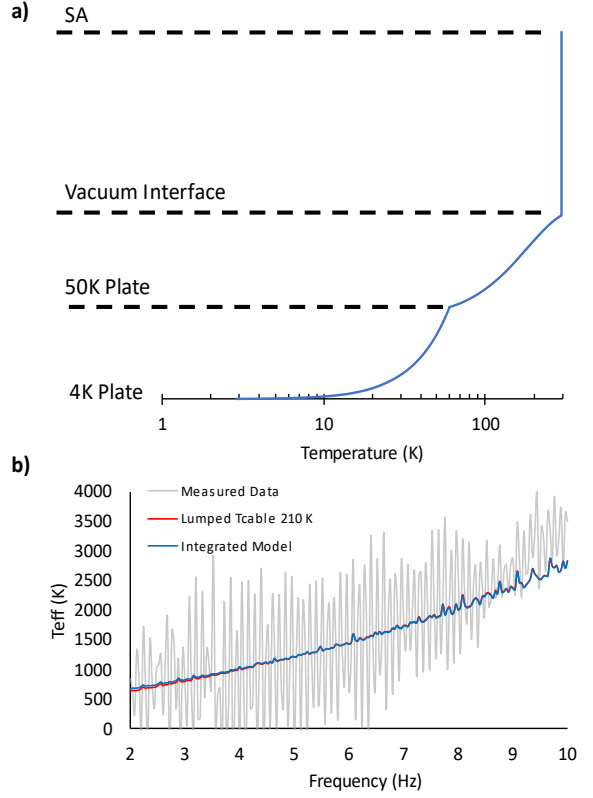 a)
SA
Vacuum Interface
50K Plate
4K Plate
1 10 100
Temperature (K)
b)
4000
3500
3000
2500
2000
1500
1000
500
0
Teff (K)
Measured Data
Lumped Tcable 210 K
Integrated Model
2 3 4 5 6 7 8 9 10
Frequency (Hz)